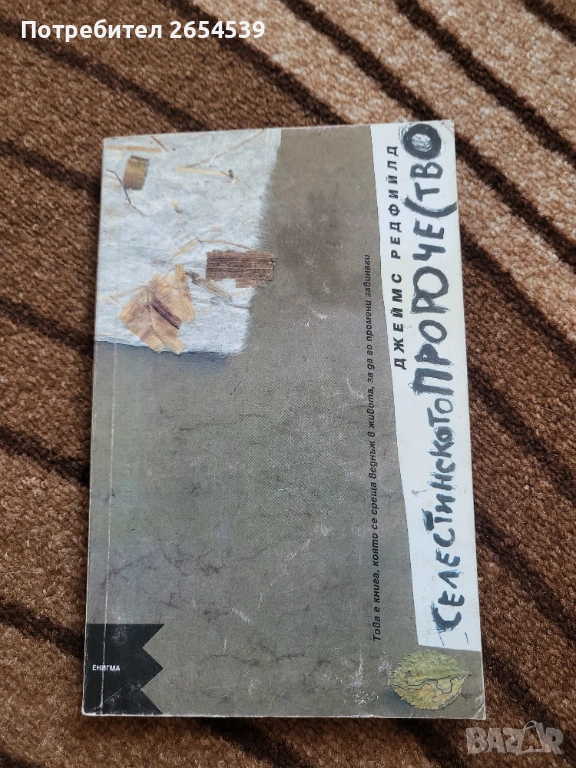 Потребител 2654539
ДЖЕЙМС РЕДФИЙЛД
СЕЛЕСТИНСКОТО ПРОРОЧЕСТВО
Това е книга, която се среща веднъж в живота, за да го промени завинаги
ЕНИГМА
BAZAR